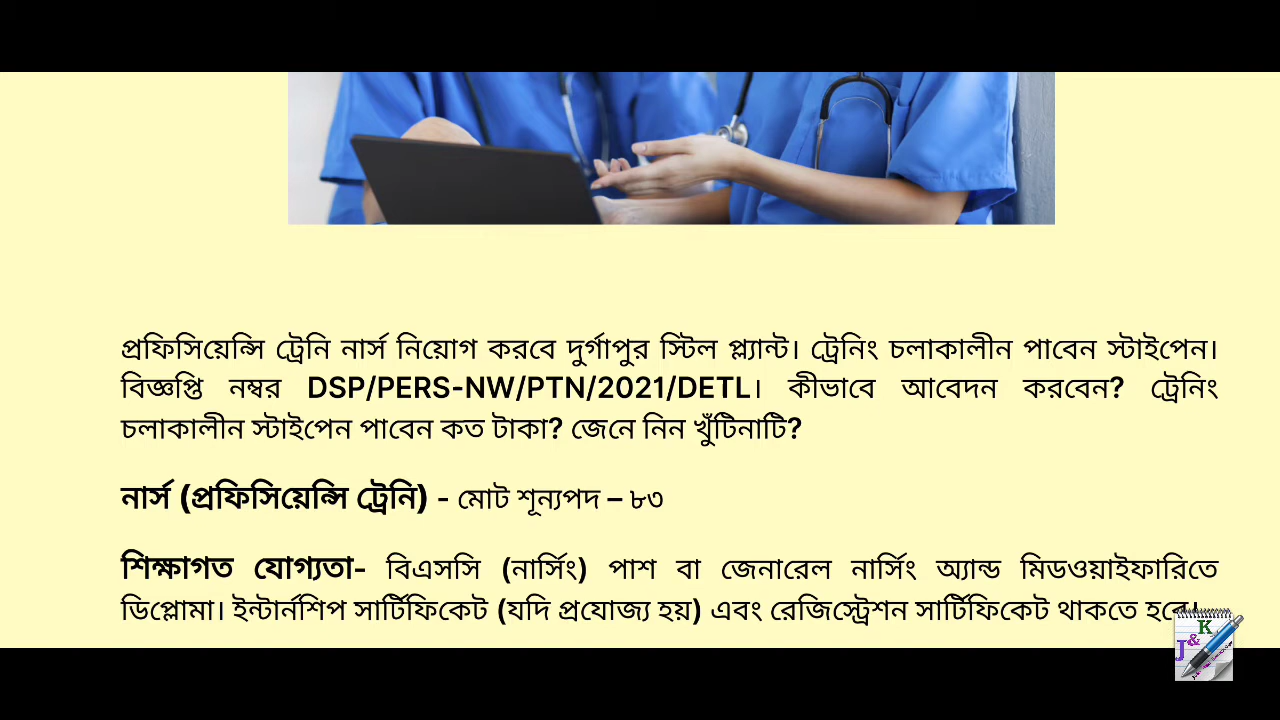 প্রফিসিয়েন্সি ট্রেনি নার্স নিয়োগ করবে দুর্গাপুর স্টিল প্ল্যান্ট। ট্রেনিং চলাকালীন পাবেন স্টাইপেন।
বিজ্ঞপ্তি নম্বর DSP/PERS-NW/PTN/2021/DETL। কীভাবে আবেদন করবেন? ট্রেনিং
চলাকালীন স্টাইপেন পাবেন কত টাকা? জেনে নিন খুঁটিনাটি?
নার্স (প্রফিসিয়েন্সি ট্রেনি) - মোট শূন্যপদ – ৮৩
শিক্ষাগত যোগ্যতা- বিএসসি (নার্সিং) পাশ বা জেনারেল নার্সিং অ্যান্ড মিডওয়াইফারিতে
ডিপ্লোমা। ইন্টার্নশিপ সার্টিফিকেট (যদি প্রযোজ্য হয়) এবং রেজিস্ট্রেশন সার্টিফিকেট থাকতে হবে।
J&K